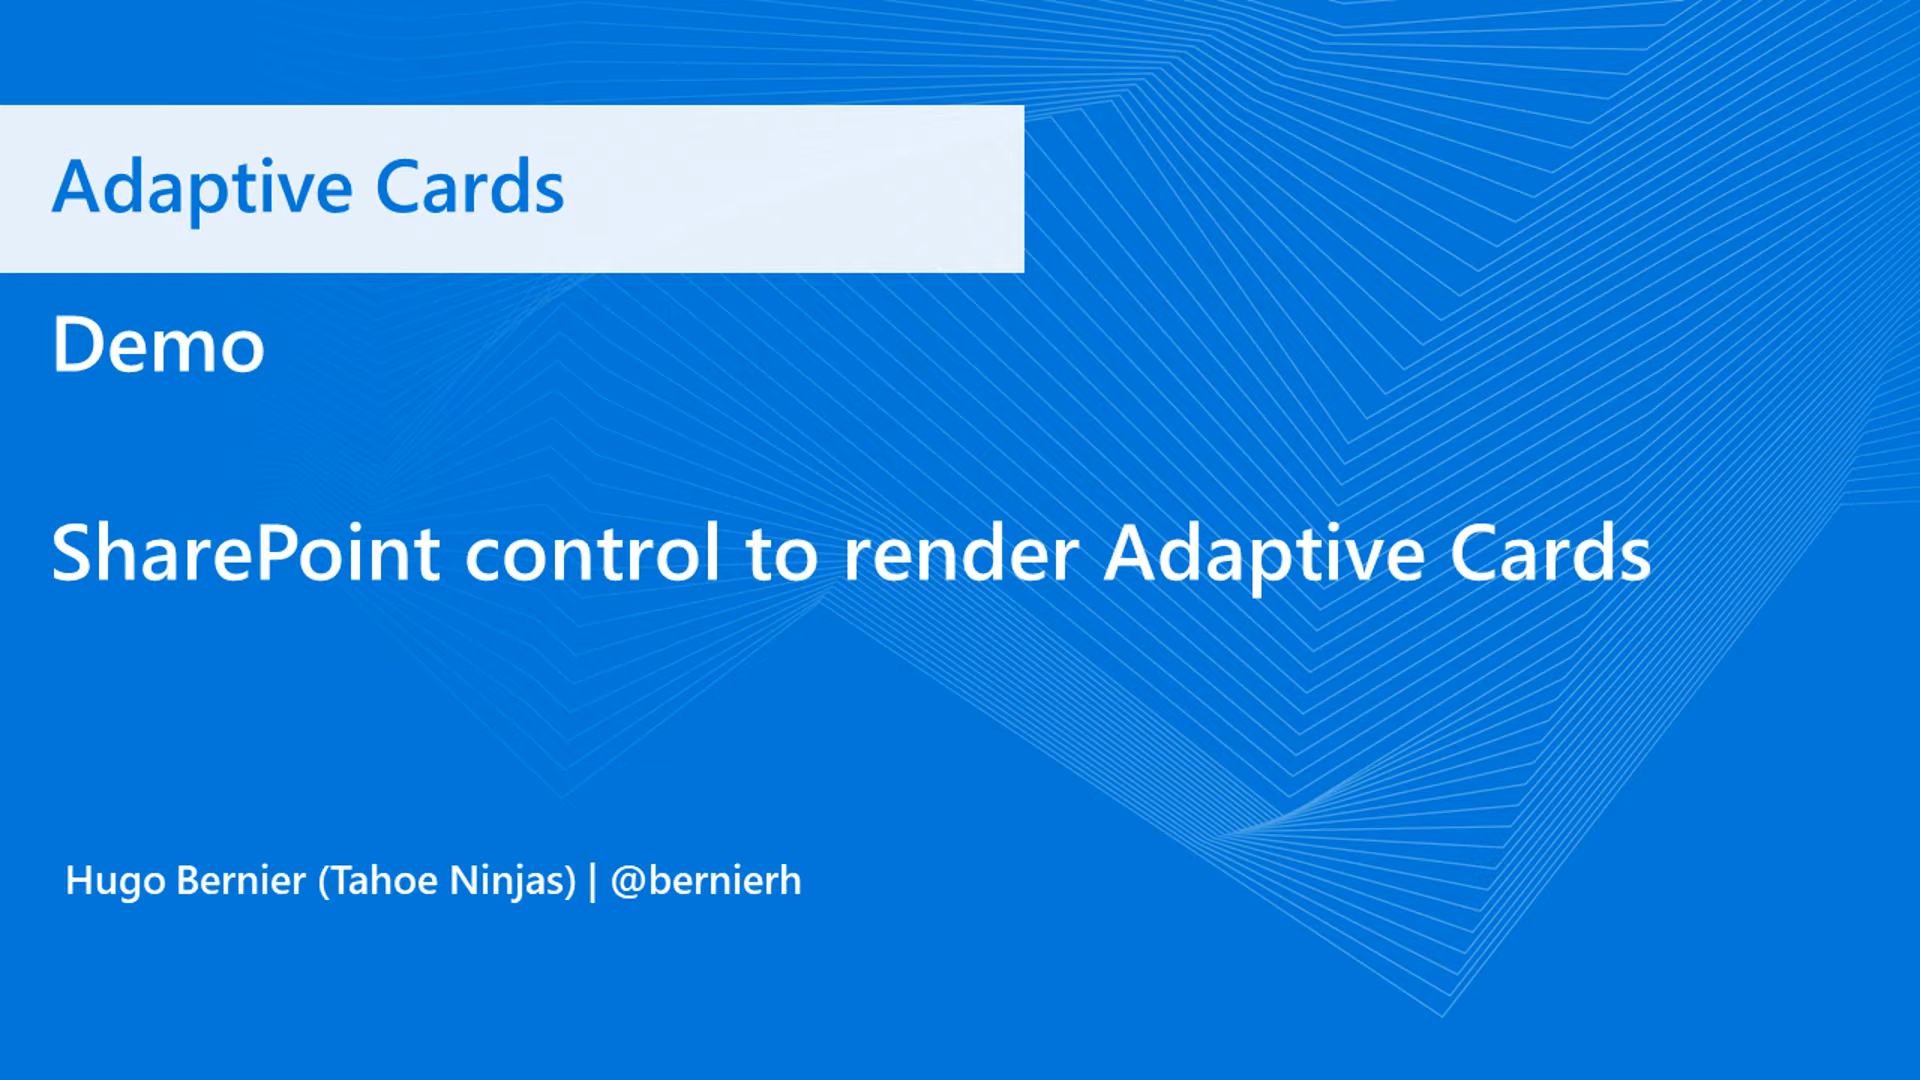 Adaptive Cards
Demo
SharePoint control to render Adaptive Cards
Hugo Bernier (Tahoe Ninjas) | @bernierh